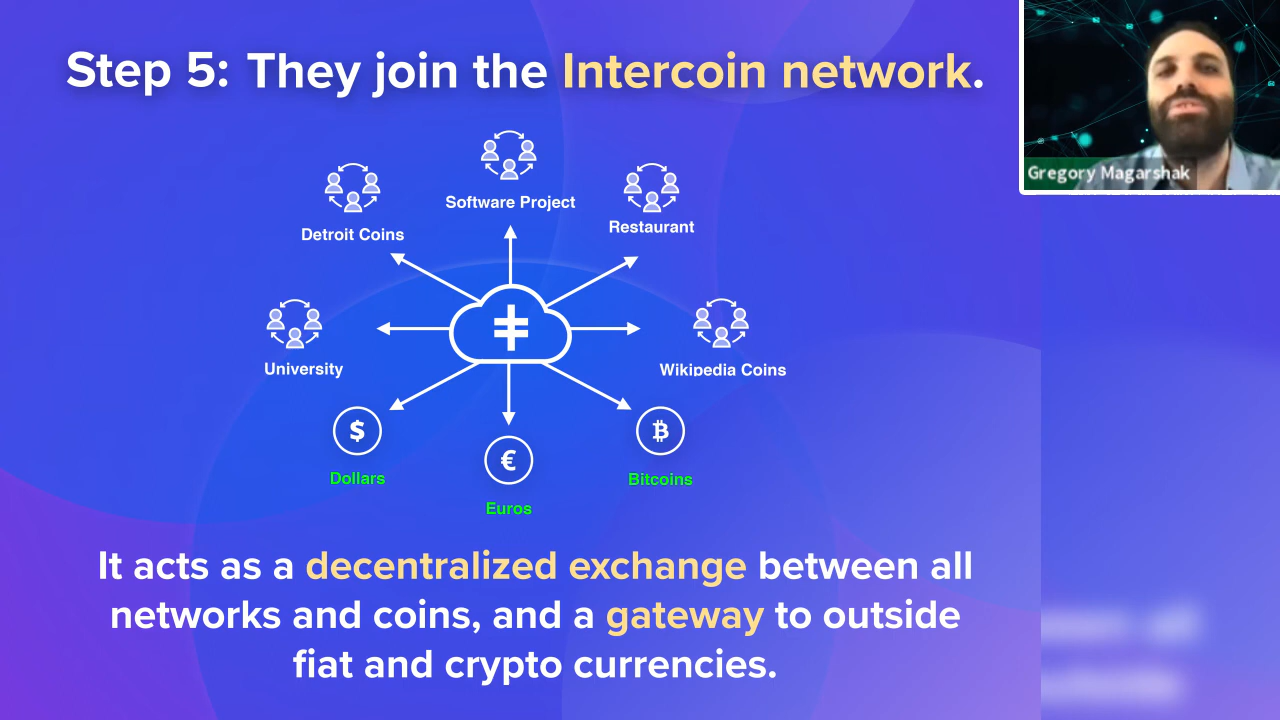 Step 5: They join the Intercoin network.
Gregory Magarshak
Software Project
Detroit Coins
Restaurant
University
Wikipedia Coins
$
₿
€
Dollars
Bitcoins
Euros
It acts as a decentralized exchange between all
networks and coins, and a gateway to outside
fiat and crypto currencies.